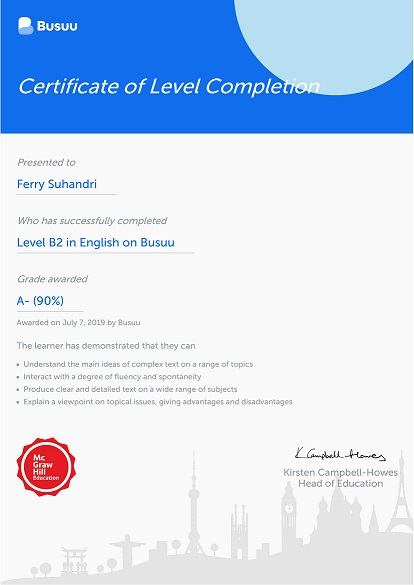 Busuu
Certificate of Level Completion
Presented to
Ferry Suhandri
Who has successfully completed
Level B2 in English on Busuu
Grade awarded
A- (90%)
Awarded on July 7, 2019 by Busuu
The learner has demonstrated that they can
• Understand the main ideas of complex text on a range of topics
• Interact with a degree of fluency and spontaneity
• Produce clear and detailed text on a wide range of subjects
• Explain a viewpoint on topical issues, giving advantages and disadvantages
Mc
Graw
Hill
Education
K Campbell-Howes
Kirsten Campbell-Howes
Head of Education